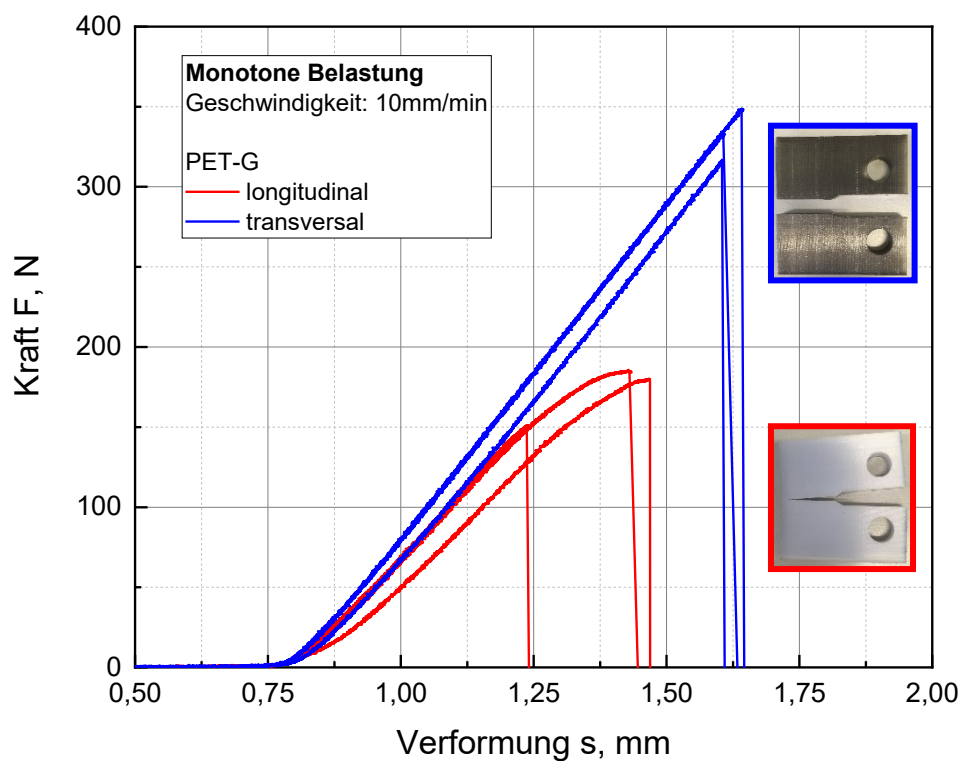 400
300
200
100
0
Kraft F, N
Monotone Belastung
Geschwindigkeit: 10mm/min
PET-G
longitudinal
transversal
0,50 0,75 1,00 1,25 1,50 1,75 2,00
Verformung s, mm